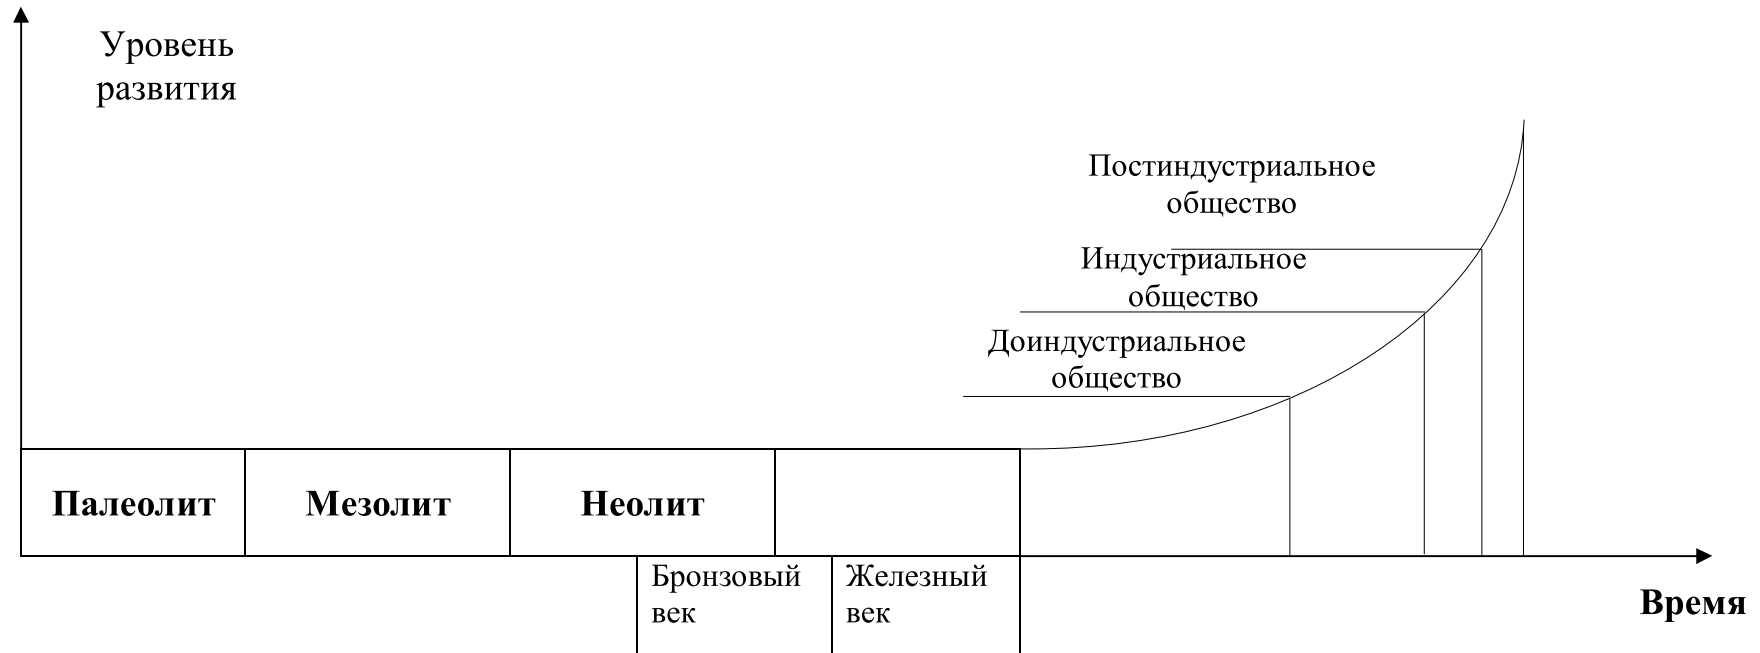 Уровень
развития
Постиндустриальное
общество
Индустриальное
общество
Доиндустриальное
общество
Палеолит
Мезолит
Неолит
Бронзовый
век
Железный
век
Время